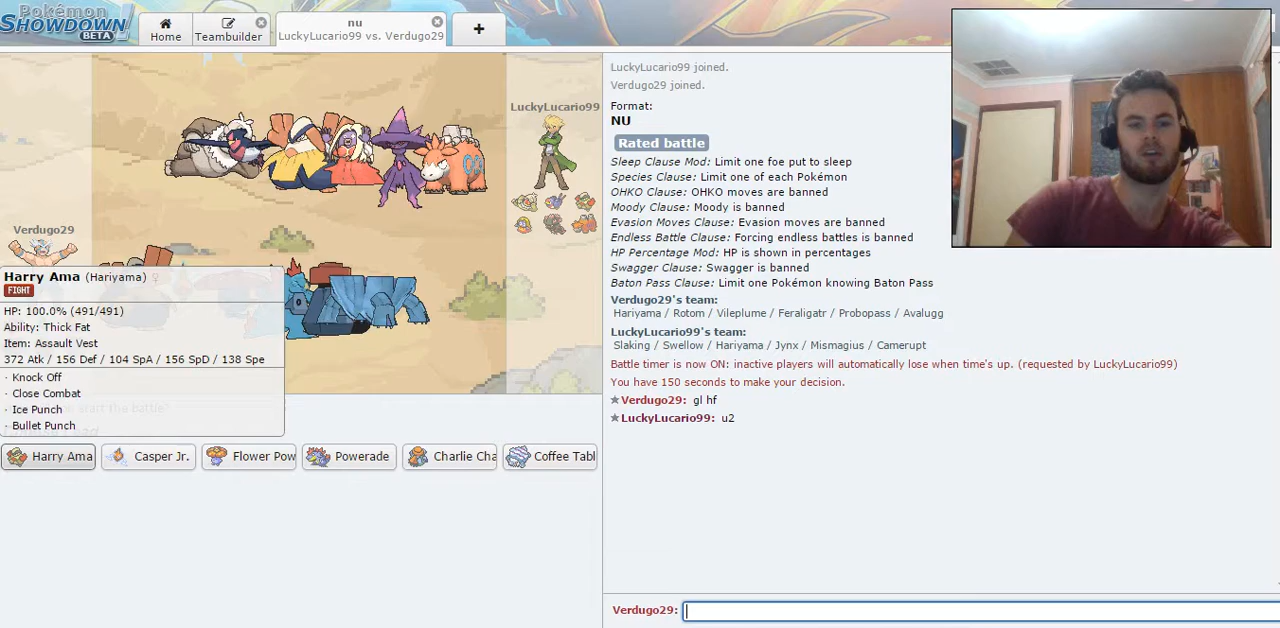 Pokémon
SHOWDOWN
BETA
Home
Teambuilder
nu
LuckyLucario99 vs. Verdugo29
+
LuckyLucario99
Verdugo29
Harry Ama (Hariyama) ♀
FIGHT
HP: 100.0% (491/491)
Ability: Thick Fat
Item: Assault Vest
372 Atk / 156 Def / 104 SpA / 156 SpD / 138 Spe
· Knock Off
· Close Combat
· Ice Punch
· Bullet Punch
Harry Ama
Casper Jr.
Flower Pow
Powerade
Charlie Cha
Coffee Tabl
LuckyLucario99 joined.
Verdugo29 joined.
Format:
NU
Rated battle
Sleep Clause Mod: Limit one foe put to sleep
Species Clause: Limit one of each Pokémon
OHKO Clause: OHKO moves are banned
Moody Clause: Moody is banned
Evasion Moves Clause: Evasion moves are banned
Endless Battle Clause: Forcing endless battles is banned
HP Percentage Mod: HP is shown in percentages
Swagger Clause: Swagger is banned
Baton Pass Clause: Limit one Pokémon knowing Baton Pass
Verdugo29's team:
Hariyama / Rotom / Vileplume / Feraligatr / Probopass / Avalugg
LuckyLucario99's team:
Slaking / Swellow / Hariyama / Jynx / Mismagius / Camerupt
Battle timer is now ON: inactive players will automatically lose when time's up. (requested by LuckyLucario99)
You have 150 seconds to make your decision.
★Verdugo29: gl hf
★LuckyLucario99: u2
Verdugo29: